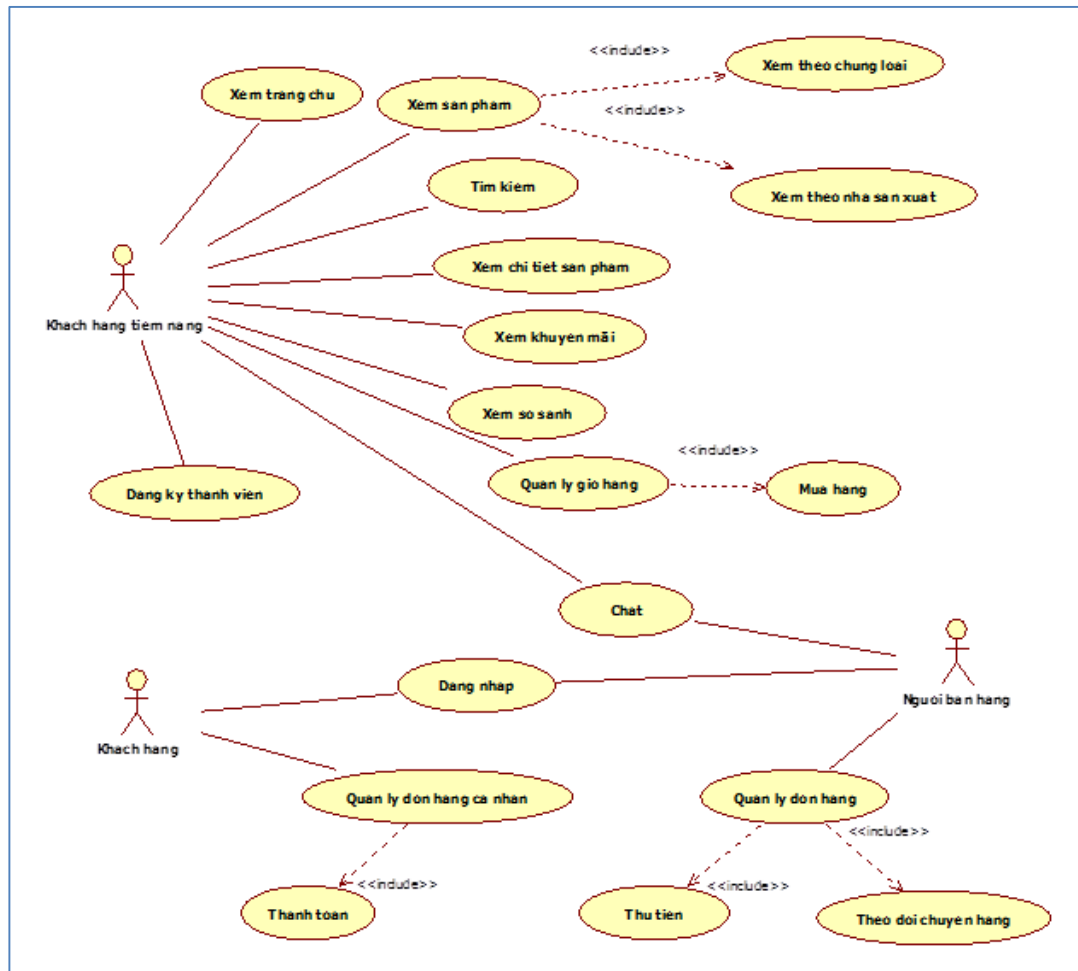 <<include>>
Xem theo chung loai
Xem trang chu
Xem san pham
<<include>>
Tim kiem
Xem theo nha san xuat
Xem chi tiet san pham
Khach hang tiem nang
Xem khuyen mãi
Xem so sanh
<<include>>
Dang ky thanh vien
Quan ly gio hang
Mua hang
Chat
Dang nhap
Nguoi ban hang
Khach hang
Quan ly don hang ca nhan
Quan ly don hang
<<include>>
<<include>>
<<include>>
Thanh toan
Thu tien
Theo doi chuyen hang